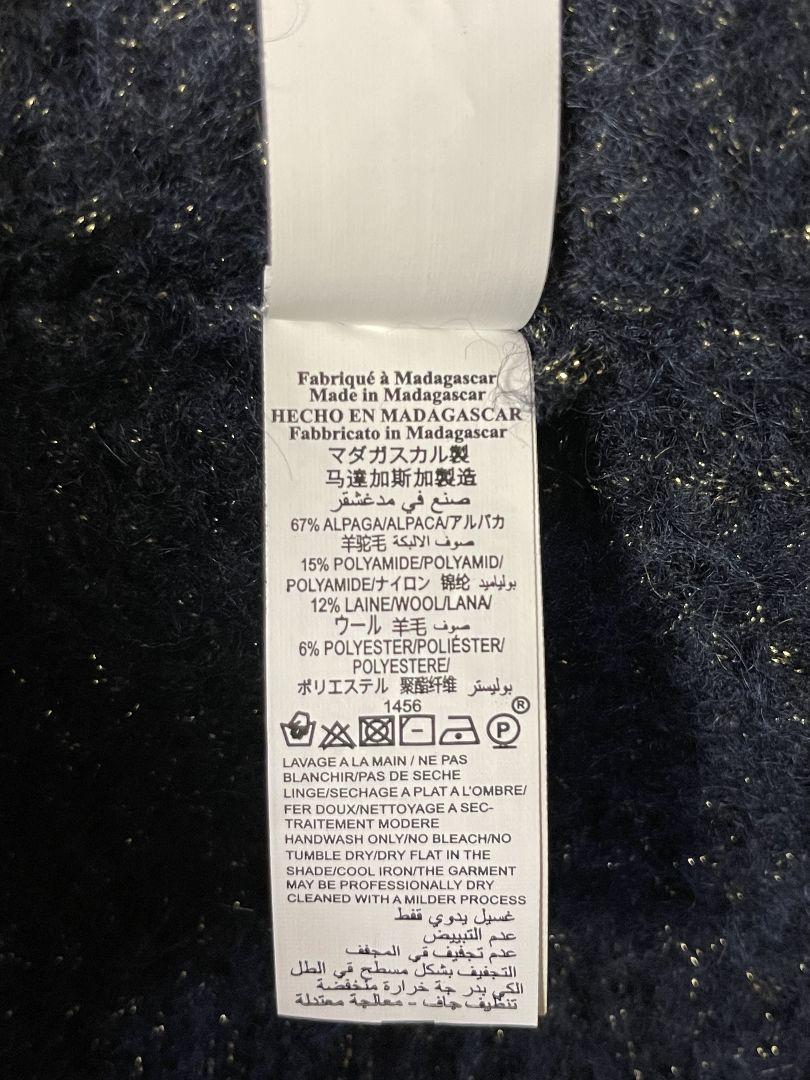 Fabriqué à Madagascar
Made in Madagascar
HECHO EN MADAGASCAR
Fabbricato in Madagascar
マダガスカル製
马達加斯加製造
صنع في مدغشقر
67% ALPAGA/ALPACA/アルパカ
羊驼毛 صوف الالبكة
15% POLYAMIDE/POLYAMID/
POLYAMIDE/ナイロン 锦纶 بولياميد
12% LAINE/WOOL/LANA/
ウール 羊毛 صوف
6% POLYESTER/POLIÉSTER/
POLYESTERE/
ポリエステル 聚酯纤维 بوليستر
1456
®
P
LAVAGE A LA MAIN / NE PAS
BLANCHIR/PAS DE SECHE
LINGE/SECHAGE A PLAT A L'OMBRE/
FER DOUX/NETTOYAGE A SEC-
TRAITEMENT MODERE
HANDWASH ONLY/NO BLEACH/NO
TUMBLE DRY/DRY FLAT IN THE
SHADE/COOL IRON/THE GARMENT
MAY BE PROFESSIONALLY DRY
CLEANED WITH A MILDER PROCESS
غسيل يدوي قفط
عدم التبييض
عدم تجفيف في المجفف
التجفيف بشكل مسطح في الظل
الكي بدر جة خرارة منخفضة
تنظيف جاف - معالجة معتدلة